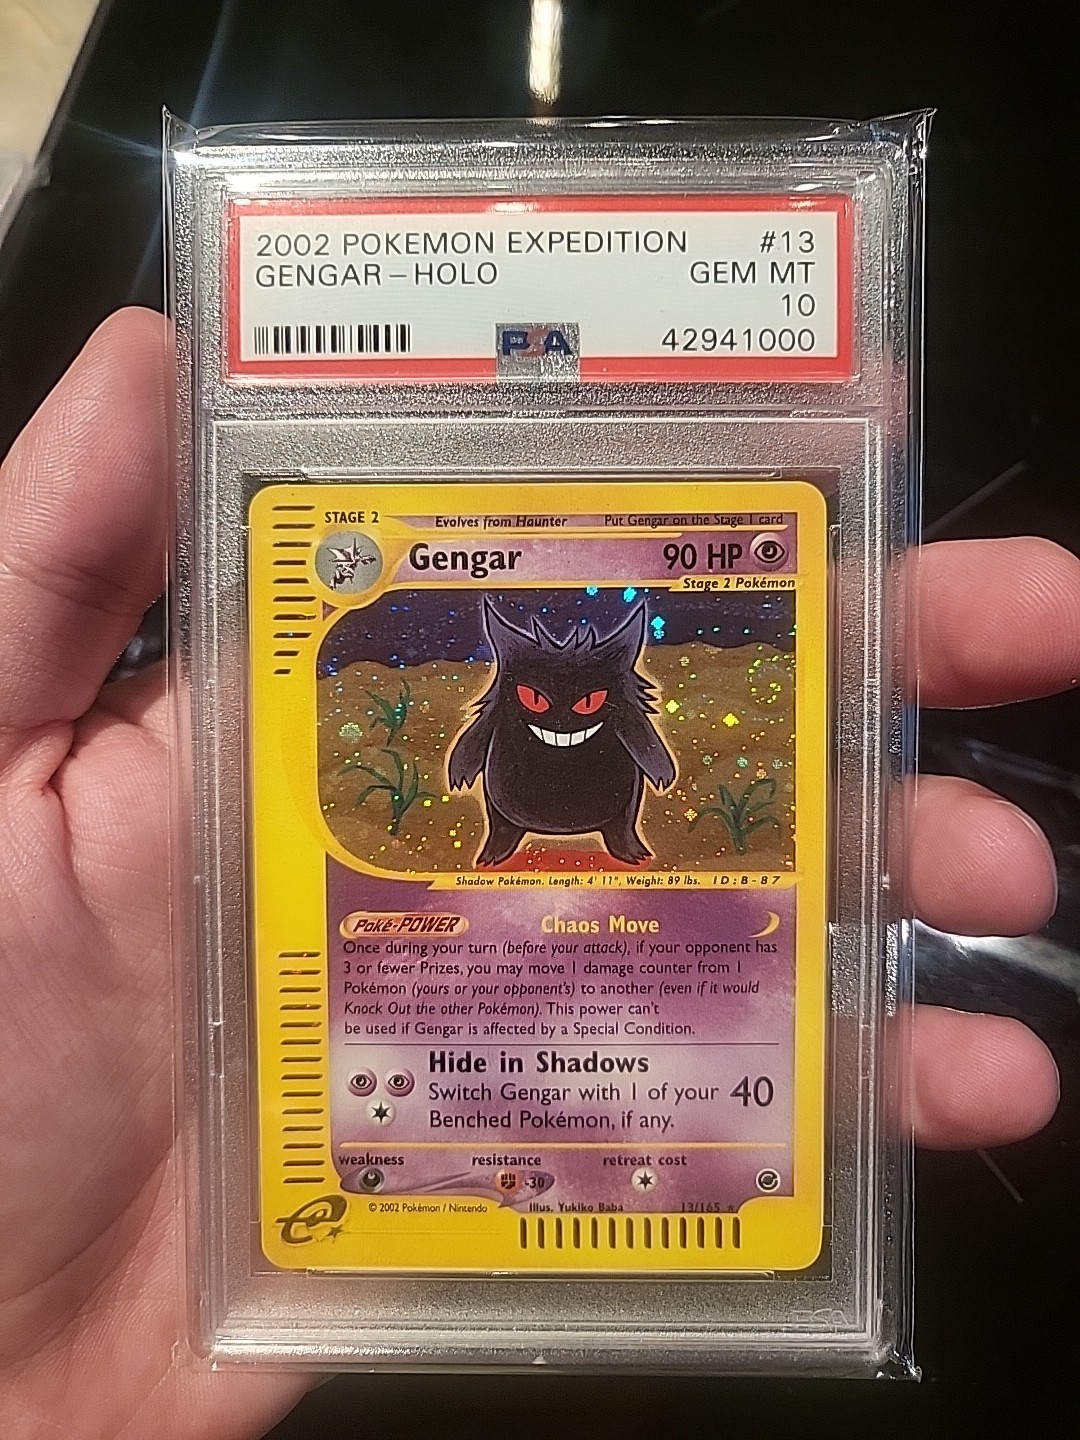 2002 POKEMON EXPEDITION #13
GENGAR – HOLO GEM MT
10
PSA 42941000
STAGE 2 Evolves from Haunter Put Gengar on the Stage 1 card
Gengar 90 HP
Stage 2 Pokémon
Shadow Pokémon. Length: 4' 11", Weight: 89 lbs. ID:B-87
Poké-POWER Chaos Move
Once during your turn (before your attack), if your opponent has
3 or fewer Prizes, you may move 1 damage counter from 1
Pokémon (yours or your opponent's) to another (even if it would
Knock Out the other Pokémon). This power can't
be used if Gengar is affected by a Special Condition.
Hide in Shadows
Switch Gengar with 1 of your 40
Benched Pokémon, if any.
weakness resistance retreat cost
-30
© 2002 Pokémon / Nintendo Illus. Yukiko Baba 13/165 ★
e
PSA